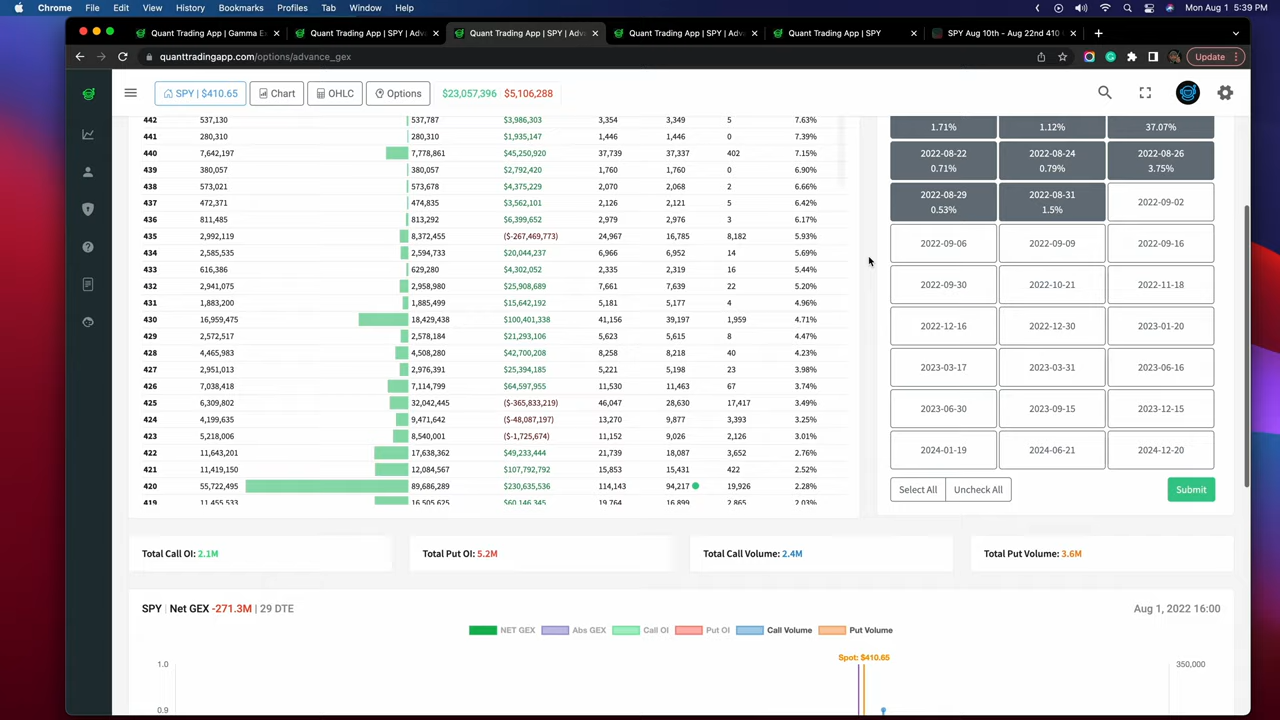 Chrome File Edit View History Bookmarks Profiles Tab Window Help Mon Aug 1 5:39 PM
Quant Trading App | Gamma E Quant Trading App | SPY | Adva Quant Trading App | SPY | Adva Quant Trading App | SPY | Adva Quant Trading App | SPY SPY Aug 10th - Aug 22nd 410 C
quanttradingapp.com/options/advance_gex Update
SPY | $410.65 Chart OHLC Options $23,057,396 $5,106,288
442 537,130 537,787 $3,986,303 3,354 3,349 5 7.63%
441 280,310 280,310 $1,935,147 1,446 1,446 0 7.39%
440 7,642,197 7,778,861 $45,250,920 37,739 37,337 402 7.15%
439 380,057 380,057 $2,792,420 1,760 1,760 0 6.90%
438 573,021 573,678 $4,375,229 2,070 2,068 2 6.66%
437 472,371 474,835 $3,562,101 2,126 2,121 5 6.42%
436 811,485 813,292 $6,399,652 2,979 2,976 3 6.17%
435 2,992,119 8,372,455 ($-267,469,773) 24,967 16,785 8,182 5.93%
434 2,585,535 2,594,733 $20,044,237 6,966 6,952 14 5.69%
433 616,386 629,280 $4,302,052 2,335 2,319 16 5.44%
432 2,941,075 2,958,980 $25,908,689 7,661 7,639 22 5.20%
431 1,883,200 1,885,499 $15,642,192 5,181 5,177 4 4.96%
430 16,959,475 18,429,438 $100,401,338 41,156 39,197 1,959 4.71%
429 2,572,517 2,578,184 $21,293,106 5,623 5,615 8 4.47%
428 4,465,983 4,508,280 $42,700,208 8,258 8,218 40 4.23%
427 2,951,013 2,976,391 $25,394,185 5,221 5,198 23 3.98%
426 7,038,418 7,114,799 $64,597,955 11,530 11,463 67 3.74%
425 6,309,802 32,042,445 ($-365,833,219) 46,047 28,630 17,417 3.49%
424 4,199,635 9,471,642 ($-48,087,197) 13,270 9,877 3,393 3.25%
423 5,218,006 8,540,001 ($-1,725,674) 11,152 9,026 2,126 3.01%
422 11,643,201 17,638,362 $49,233,444 21,739 18,087 3,652 2.76%
421 11,419,150 12,084,567 $107,792,792 15,853 15,431 422 2.52%
420 55,722,495 89,686,289 $230,635,536 114,143 94,217 19,926 2.28%
419 11,455,533 16,505,625 $60,146,345 19,764 16,899 2,865 2.03%
1.71% 1.12% 37.07%
2022-08-22 2022-08-24 2022-08-26
0.71% 0.79% 3.75%
2022-08-29 2022-08-31 2022-09-02
0.53% 1.5%
2022-09-06 2022-09-09 2022-09-16
2022-09-30 2022-10-21 2022-11-18
2022-12-16 2022-12-30 2023-01-20
2023-03-17 2023-03-31 2023-06-16
2023-06-30 2023-09-15 2023-12-15
2024-01-19 2024-06-21 2024-12-20
Select All Uncheck All Submit
Total Call OI: 2.1M Total Put OI: 5.2M Total Call Volume: 2.4M Total Put Volume: 3.6M
SPY | Net GEX -271.3M | 29 DTE Aug 1, 2022 16:00
NET GEX Abs GEX Call OI Put OI Call Volume Put Volume
Spot: $410.65
1.0 350,000
0.9